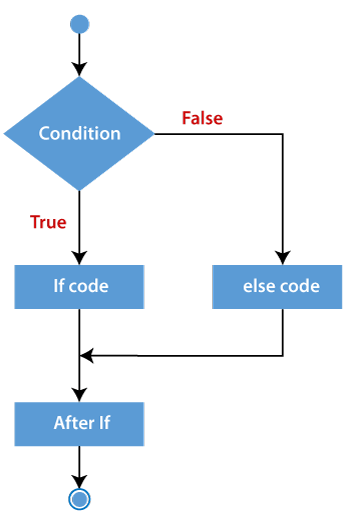 False
Condition
True
If code
else code
After If